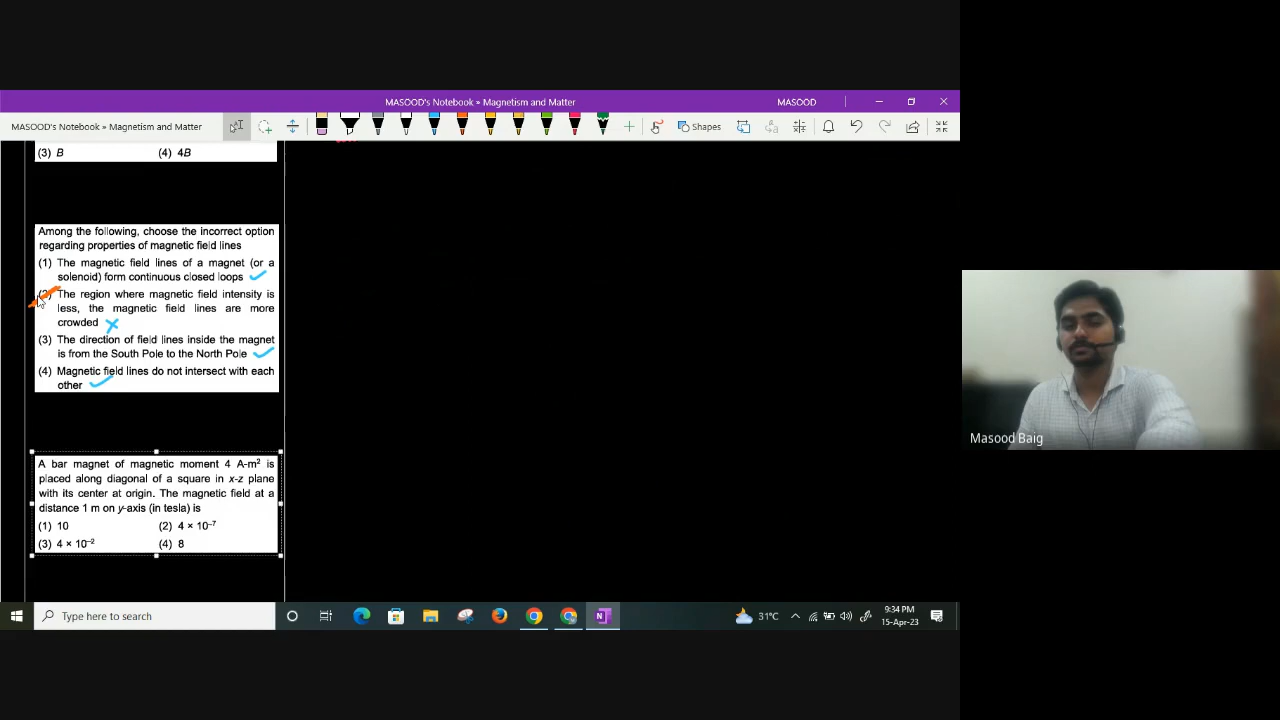 MASOOD's Notebook » Magnetism and Matter
MASOOD
MASOOD's Notebook » Magnetism and Matter
Shapes
(3) B (4) 4B
Among the following, choose the incorrect option
regarding properties of magnetic field lines
(1) The magnetic field lines of a magnet (or a
solenoid) form continuous closed loops
(2) The region where magnetic field intensity is
less, the magnetic field lines are more
crowded
(3) The direction of field lines inside the magnet
is from the South Pole to the North Pole
(4) Magnetic field lines do not intersect with each
other
A bar magnet of magnetic moment 4 A-m² is
placed along diagonal of a square in x-z plane
with its center at origin. The magnetic field at a
distance 1 m on y-axis (in tesla) is
(1) 10 (2) 4 × 10⁻⁷
(3) 4 × 10⁻² (4) 8
Masood Baig
Type here to search
31°C
9:34 PM
15-Apr-23